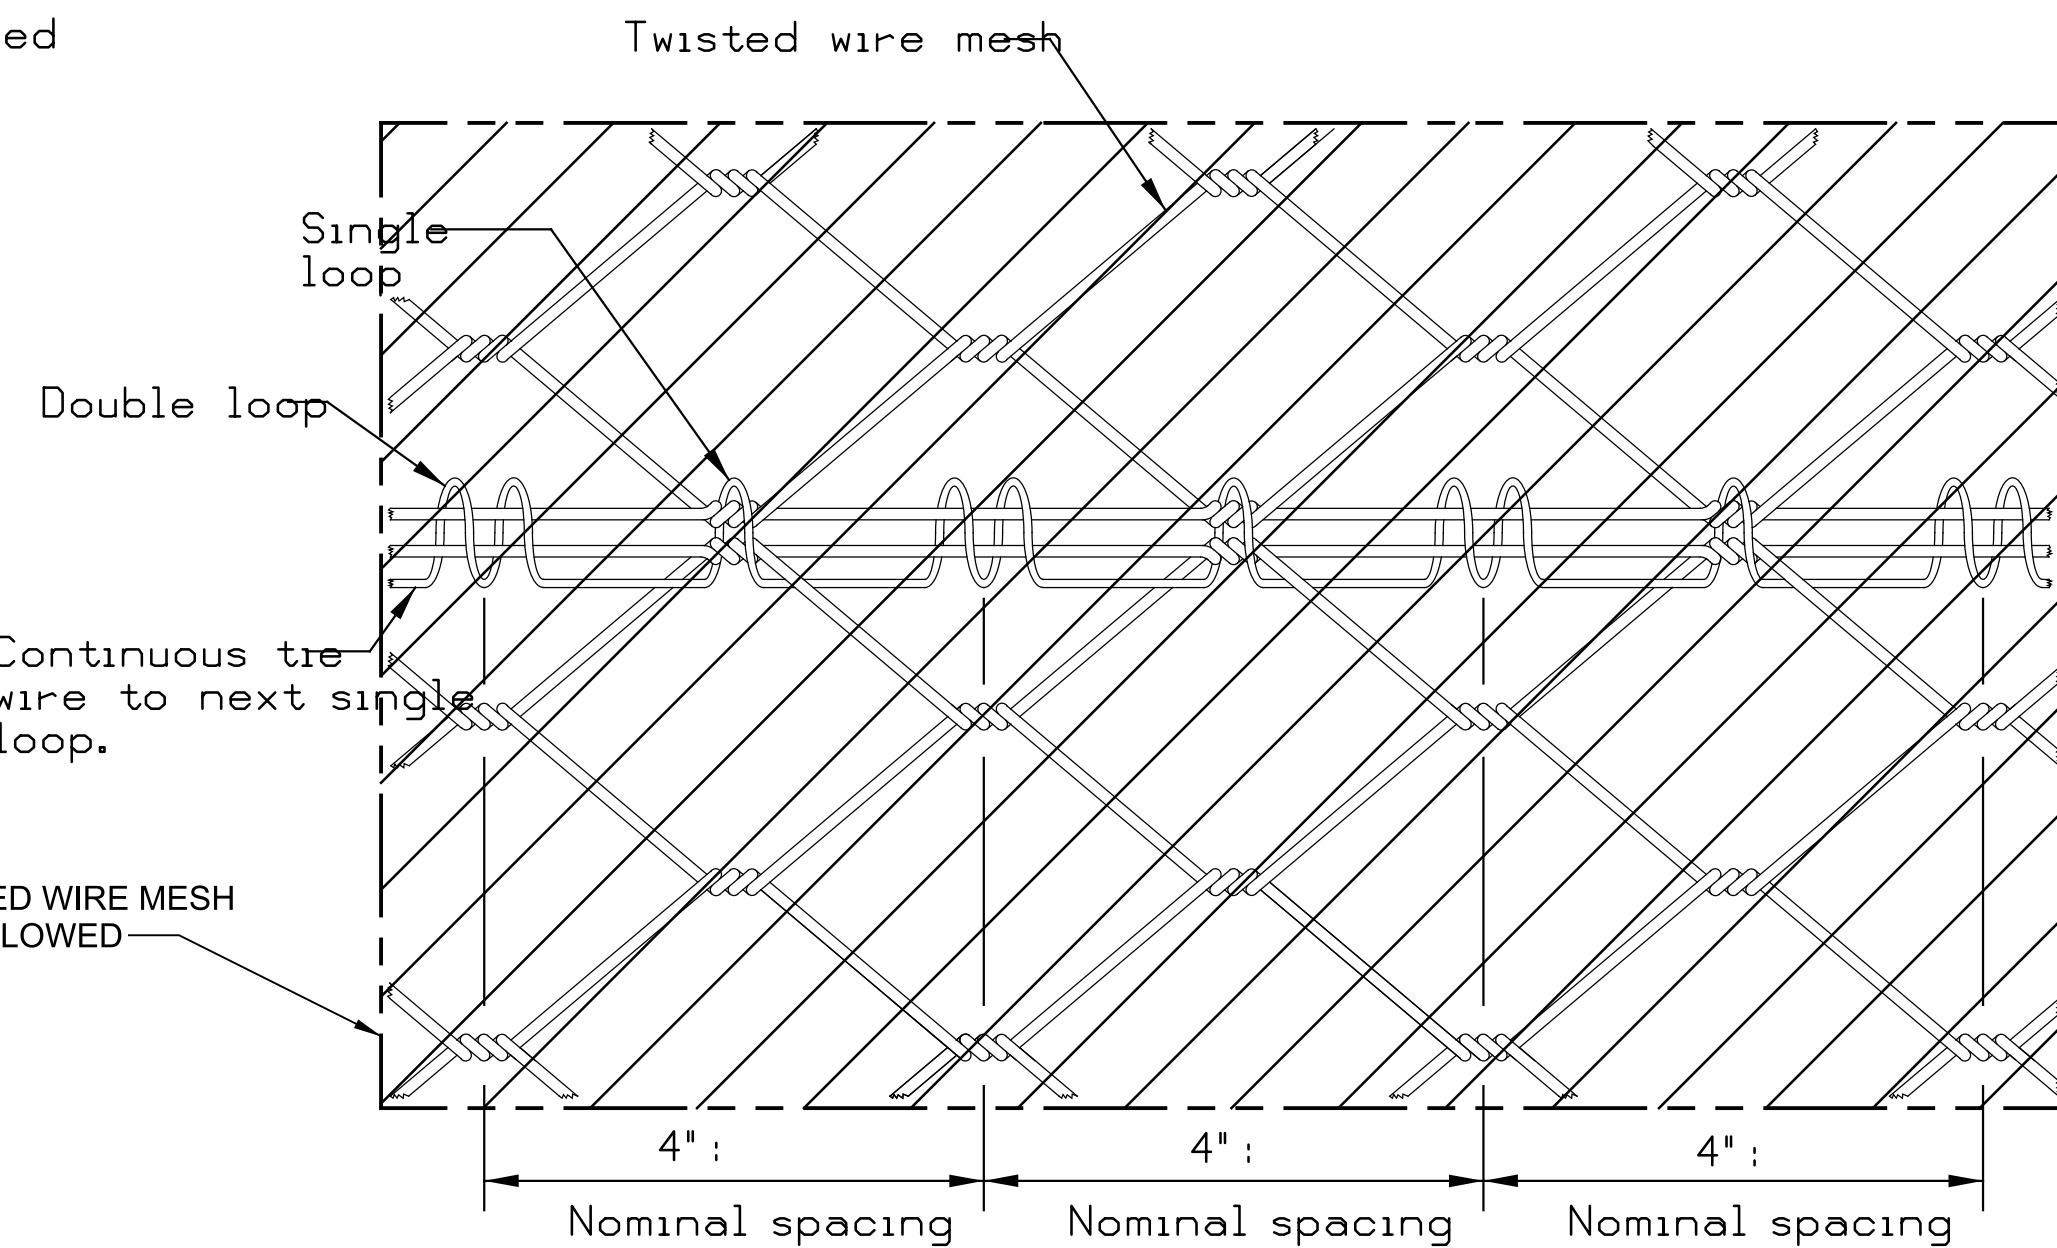 ed
Twisted wire mesh
Single
loop
Double loop
Continuous tie
wire to next single
loop.
ED WIRE MESH
LOWED
4" :
4" :
4" :
Nominal spacing
Nominal spacing
Nominal spacing